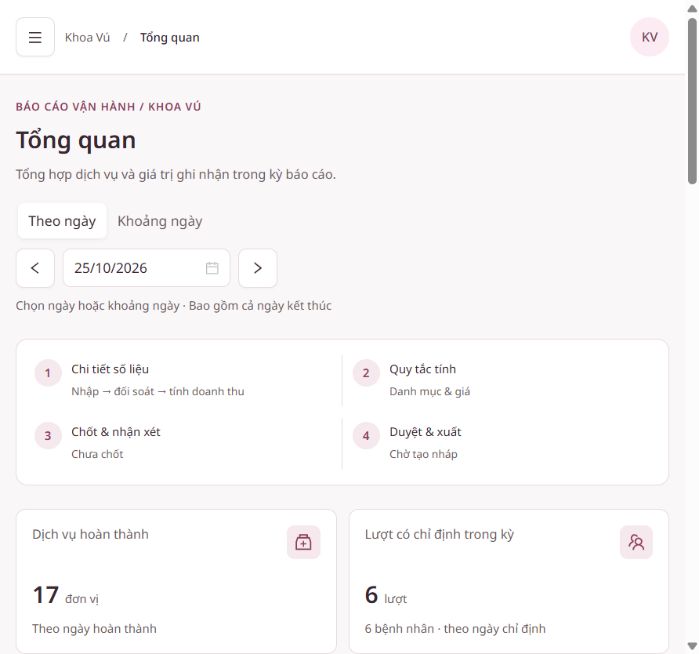 Khoa Vú / Tổng quan
KV
BÁO CÁO VẬN HÀNH / KHOA VÚ
Tổng quan
Tổng hợp dịch vụ và giá trị ghi nhận trong kỳ báo cáo.
Theo ngày Khoảng ngày
25/10/2026
Chọn ngày hoặc khoảng ngày · Bao gồm cả ngày kết thúc
1 Chi tiết số liệu
Nhập → đối soát → tính doanh thu
2 Quy tắc tính
Danh mục & giá
3 Chốt & nhận xét
Chưa chốt
4 Duyệt & xuất
Chờ tạo nháp
Dịch vụ hoàn thành
17 đơn vị
Theo ngày hoàn thành
Lượt có chỉ định trong kỳ
6 lượt
6 bệnh nhân · theo ngày chỉ định